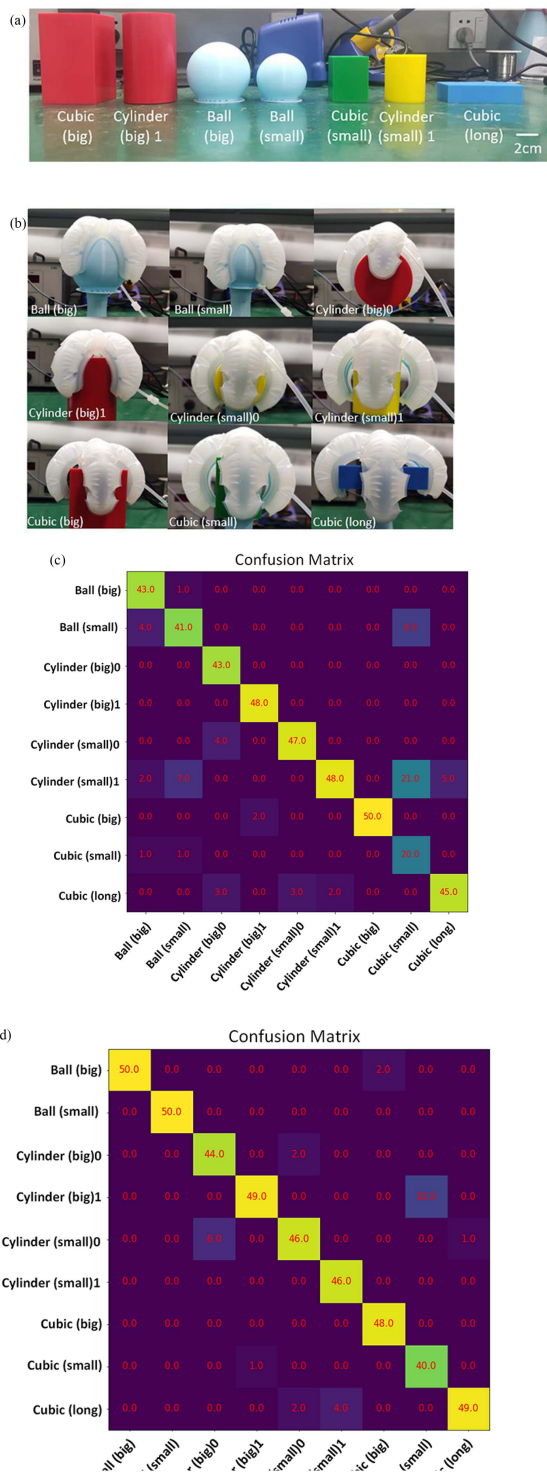 (a)
Cubic
(big)
Cylinder
(big) 1
Ball
(big)
Ball
(small)
Cubic
(small)
Cylinder
(small) 1
Cubic
(long)
2cm
(b)
Ball (big)
Ball (small)
Cylinder (big)0
Cylinder (big)1
Cylinder (small)0
Cylinder (small)1
Cubic (big)
Cubic (small)
Cubic (long)
(c)
Confusion Matrix
Ball (big) 43.0 1.0 0.0 0.0 0.0 0.0 0.0 0.0 0.0
Ball (small) 4.0 41.0 0.0 0.0 0.0 0.0 0.0 9.0 0.0
Cylinder (big)0 0.0 0.0 43.0 0.0 0.0 0.0 0.0 0.0 0.0
Cylinder (big)1 0.0 0.0 0.0 48.0 0.0 0.0 0.0 0.0 0.0
Cylinder (small)0 0.0 0.0 4.0 0.0 47.0 0.0 0.0 0.0 0.0
Cylinder (small)1 2.0 7.0 0.0 0.0 0.0 48.0 0.0 21.0 5.0
Cubic (big) 0.0 0.0 0.0 2.0 0.0 0.0 50.0 0.0 0.0
Cubic (small) 1.0 1.0 0.0 0.0 0.0 0.0 0.0 20.0 0.0
Cubic (long) 0.0 0.0 3.0 0.0 3.0 2.0 0.0 0.0 45.0
Ball (big)
Ball (small)
Cylinder (big)0
Cylinder (big)1
Cylinder (small)0
Cylinder (small)1
Cubic (big)
Cubic (small)
Cubic (long)
d)
Confusion Matrix
Ball (big) 50.0 0.0 0.0 0.0 0.0 0.0 2.0 0.0 0.0
Ball (small) 0.0 50.0 0.0 0.0 0.0 0.0 0.0 0.0 0.0
Cylinder (big)0 0.0 0.0 44.0 0.0 2.0 0.0 0.0 0.0 0.0
Cylinder (big)1 0.0 0.0 0.0 49.0 0.0 0.0 0.0 10.0 0.0
Cylinder (small)0 0.0 0.0 6.0 0.0 46.0 0.0 0.0 0.0 1.0
Cylinder (small)1 0.0 0.0 0.0 0.0 0.0 46.0 0.0 0.0 0.0
Cubic (big) 0.0 0.0 0.0 0.0 0.0 0.0 48.0 0.0 0.0
Cubic (small) 0.0 0.0 0.0 1.0 0.0 0.0 0.0 40.0 0.0
Cubic (long) 0.0 0.0 0.0 0.0 2.0 4.0 0.0 0.0 49.0
all (big)
(small)
er (big)0
er (big)1
(small)0
(small)1
(big)
(small)
ic (long)